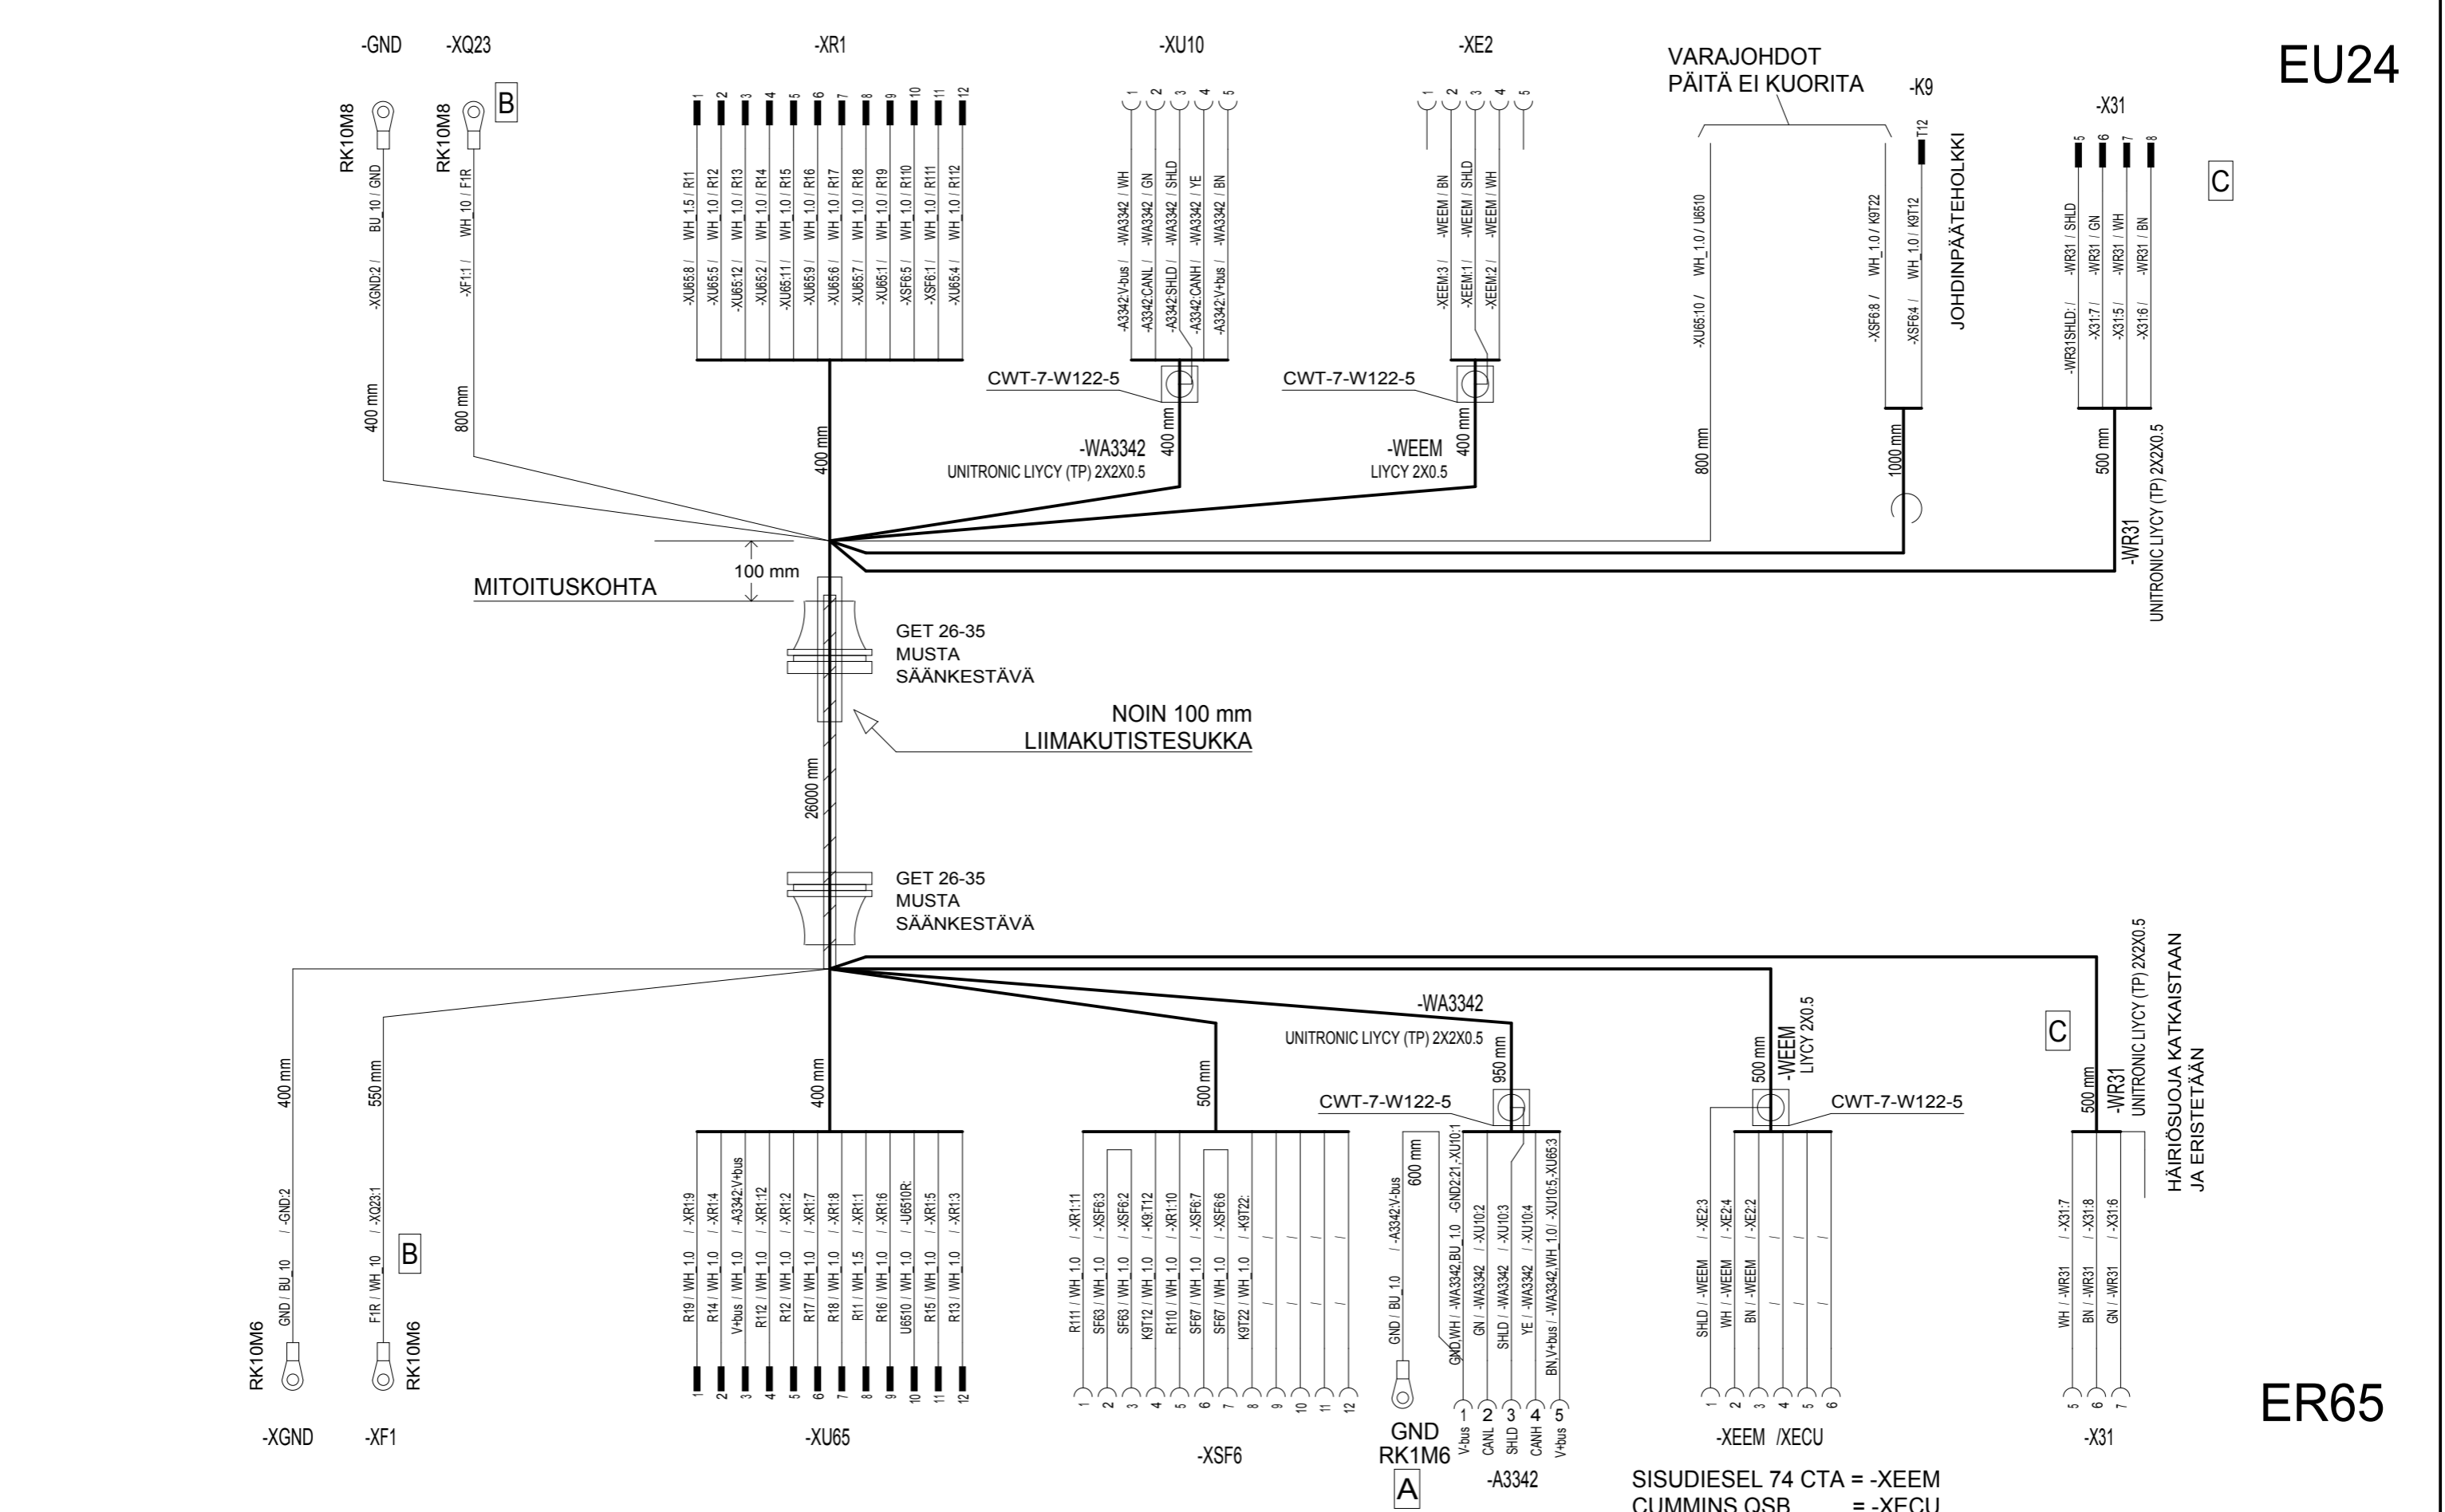 -GND
-XQ23
-XR1
-XU10
-XE2
VARAJOHDOT
PÄITÄ EI KUORITA
-K9
-X31
EU24
RK10M8
RK10M8
B
C
1
2
3
4
5
6
7
8
9
10
11
12
1
2
3
4
5
1
2
3
4
5
T12
5
6
7
8
-XGND:2 / BU_10 / GND
-XF1:1 / WH_10 / F1R
-XU65:8 / WH_1.5 / R11
-XU65:5 / WH_1.0 / R12
-XU65:12 / WH_1.0 / R13
-XU65:2 / WH_1.0 / R14
-XU65:11 / WH_1.0 / R15
-XU65:9 / WH_1.0 / R16
-XU65:6 / WH_1.0 / R17
-XU65:7 / WH_1.0 / R18
-XU65:1 / WH_1.0 / R19
-XSF6:5 / WH_1.0 / R110
-XSF6:1 / WH_1.0 / R111
-XU65:4 / WH_1.0 / R112
-A3342:V-bus / -WA3342 / WH
-A3342:CANL / -WA3342 / GN
-A3342:SHLD / -WA3342 / SHLD
-A3342:CANH / -WA3342 / YE
-A3342:V+bus / -WA3342 / BN
-XEEM:3 / -WEEM / BN
-XEEM:1 / -WEEM / SHLD
-XEEM:2 / -WEEM / WH
-XU65:10 / WH_1.0 / U6510
-XSF6:8 / WH_1.0 / K9T22
-XSF6:4 / WH_1.0 / K9T12
JOHDINPÄÄTEHOLKKI
-WR31SHLD: / -WR31 / SHLD
-X31:7 / -WR31 / GN
-X31:5 / -WR31 / WH
-X31:6 / -WR31 / BN
CWT-7-W122-5
CWT-7-W122-5
400 mm
800 mm
400 mm
-WA3342
400 mm
UNITRONIC LIYCY (TP) 2X2X0.5
-WEEM
400 mm
LIYCY 2X0.5
800 mm
1000 mm
500 mm
-WR31
UNITRONIC LIYCY (TP) 2X2X0.5
100 mm
MITOITUSKOHTA
GET 26-35
MUSTA
SÄÄNKESTÄVÄ
NOIN 100 mm
LIIMAKUTISTESUKKA
26000 mm
GET 26-35
MUSTA
SÄÄNKESTÄVÄ
-WA3342
UNITRONIC LIYCY (TP) 2X2X0.5
400 mm
550 mm
400 mm
500 mm
950 mm
500 mm
-WEEM
LIYCY 2X0.5
C
500 mm
-WR31
UNITRONIC LIYCY (TP) 2X2X0.5
HÄIRIÖSUOJA KATKAISTAAN
JA ERISTETÄÄN
CWT-7-W122-5
CWT-7-W122-5
600 mm
GND / BU_10 / -GND:2
F1R / WH_10 / -XQ23:1
B
RK10M6
RK10M6
R19 / WH_1.0 / -XR1:9
R14 / WH_1.0 / -XR1:4
V+bus / WH_1.0 / -A3342:V+bus
R112 / WH_1.0 / -XR1:12
R12 / WH_1.0 / -XR1:2
R17 / WH_1.0 / -XR1:7
R18 / WH_1.0 / -XR1:8
R11 / WH_1.5 / -XR1:1
R16 / WH_1.0 / -XR1:6
U6510 / WH_1.0 / -U6510R:
R15 / WH_1.0 / -XR1:5
R13 / WH_1.0 / -XR1:3
R111 / WH_1.0 / -XR1:11
SF63 / WH_1.0 / -XSF6:3
SF63 / WH_1.0 / -XSF6:2
K9T12 / WH_1.0 / -K9:T12
R110 / WH_1.0 / -XR1:10
SF67 / WH_1.0 / -XSF6:7
SF67 / WH_1.0 / -XSF6:6
K9T22 / WH_1.0 / -K9T22:
/ /
/ /
/ /
/ /
GND / BU_1.0 / -A3342:V-bus
GND,WH / -WA3342,BU_1.0 -GND2:21,-XU10:1
GN / -WA3342 / -XU10:2
SHLD / -WA3342 / -XU10:3
YE / -WA3342 / -XU10:4
BN,V+bus / -WA3342,WH_1.0 / -XU10:5,-XU65:3
SHLD / -WEEM / -XE2:3
WH / -WEEM / -XE2:4
BN / -WEEM / -XE2:2
/ /
/ /
/ /
WH / -WR31 / -X31:7
BN / -WR31 / -X31:8
GN / -WR31 / -X31:6
1
2
3
4
5
6
7
8
9
10
11
12
1
2
3
4
5
6
7
8
9
10
11
12
1 2 3 4 5
V-bus
CANL
SHLD
CANH
V+bus
1
2
3
4
5
6
5
6
7
ER65
-XGND
-XF1
-XU65
-XSF6
GND
RK1M6
A
-A3342
-XEEM /XECU
-X31
SISUDIESEL 74 CTA = -XEEM
CUMMINS QSB = -XECU